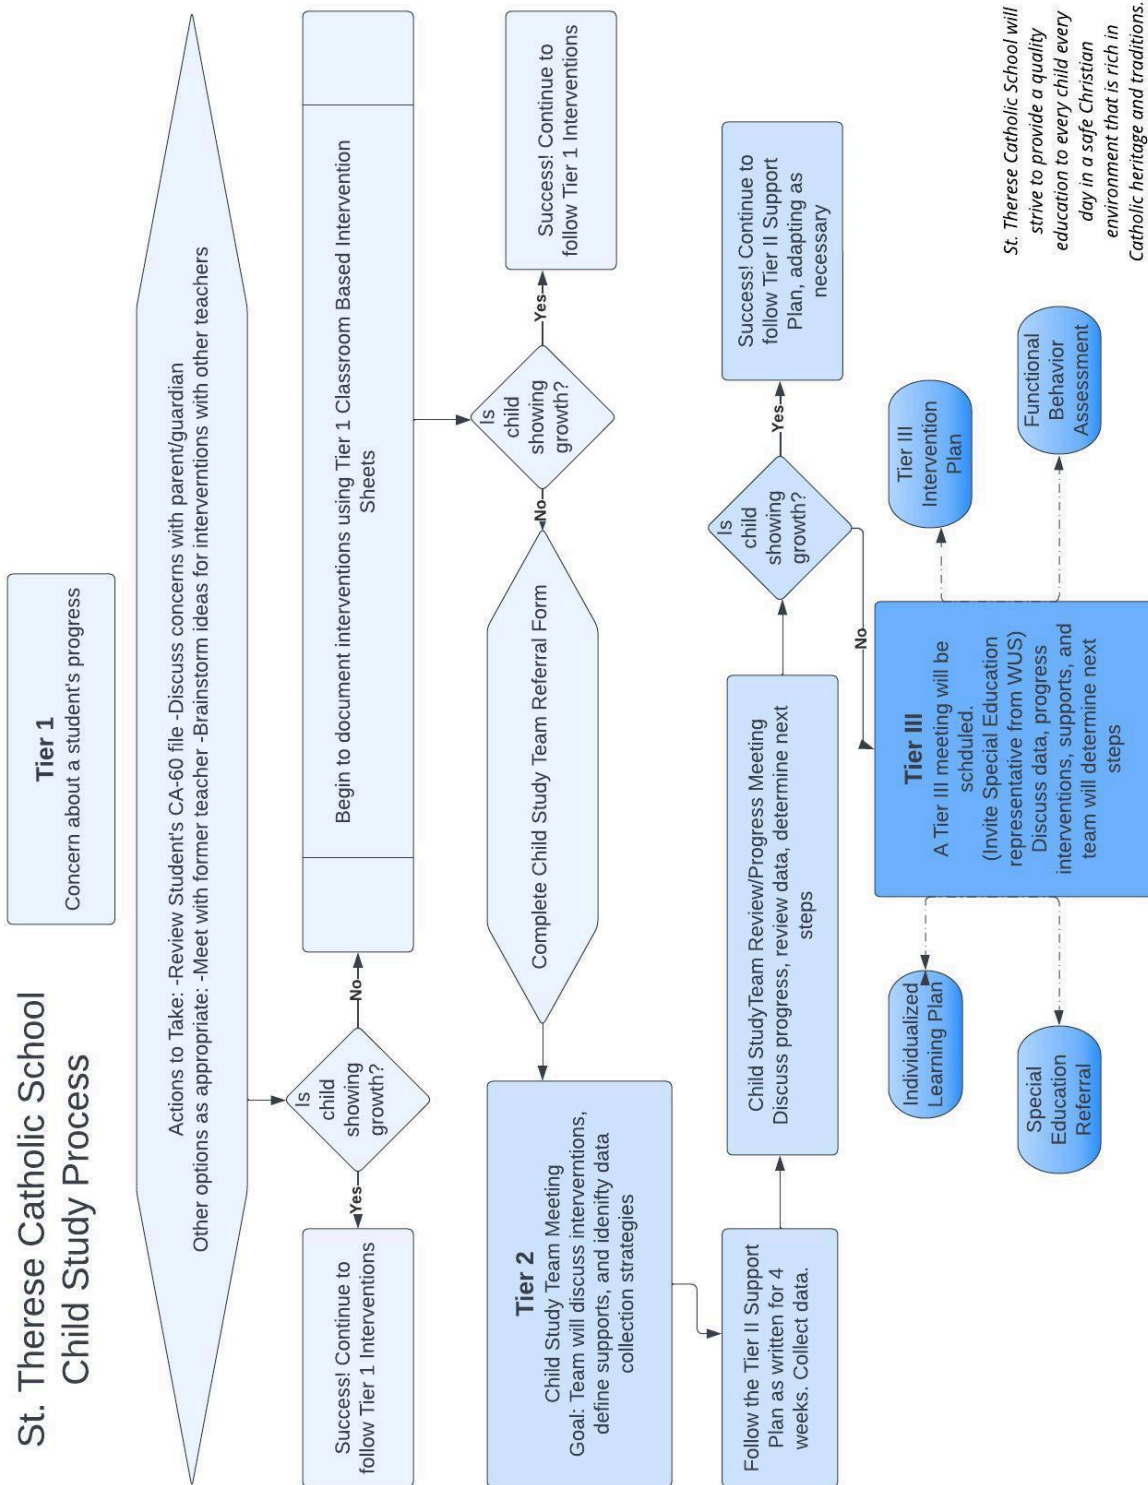 St. Therese Catholic School
Child Study Process
Tier 1
Concern about a student's progress
Actions to Take: -Review Student's CA-60 file -Discuss concerns with parent/guardian
Other options as appropriate: -Meet with former teacher -Brainstorm ideas for interventions with other teachers
Is
child
showing
growth?
Yes
No
Success! Continue to
follow Tier 1 Interventions
Begin to document interventions using Tier 1 Classroom Based Intervention
Sheets
Is
child
showing
growth?
Yes
No
Success! Continue to
follow Tier 1 Interventions
Complete Child Study Team Referral Form
Tier 2
Child Study Team Meeting
Goal: Team will discuss interventions,
define supports, and idenifty data
collection strategies
Follow the Tier II Support
Plan as written for 4
weeks. Collect data.
Child StudyTeam Review/Progress Meeting
Discuss progress, review data, determine next
steps
Is
child
showing
growth?
Yes
No
Success! Continue to
follow Tier II Support
Plan, adapting as
necessary
Tier III
A Tier III meeting will be
schduled.
(Invite Special Education
representative from WUS)
Discuss data, progress
interventions, supports, and
team will determine next
steps
Individualized
Learning Plan
Special
Education
Referral
Tier III
Intervention
Plan
Functional
Behavior
Assessment
St. Therese Catholic School will
strive to provide a quality
education to every child every
day in a safe Christian
environment that is rich in
Catholic heritage and traditions.